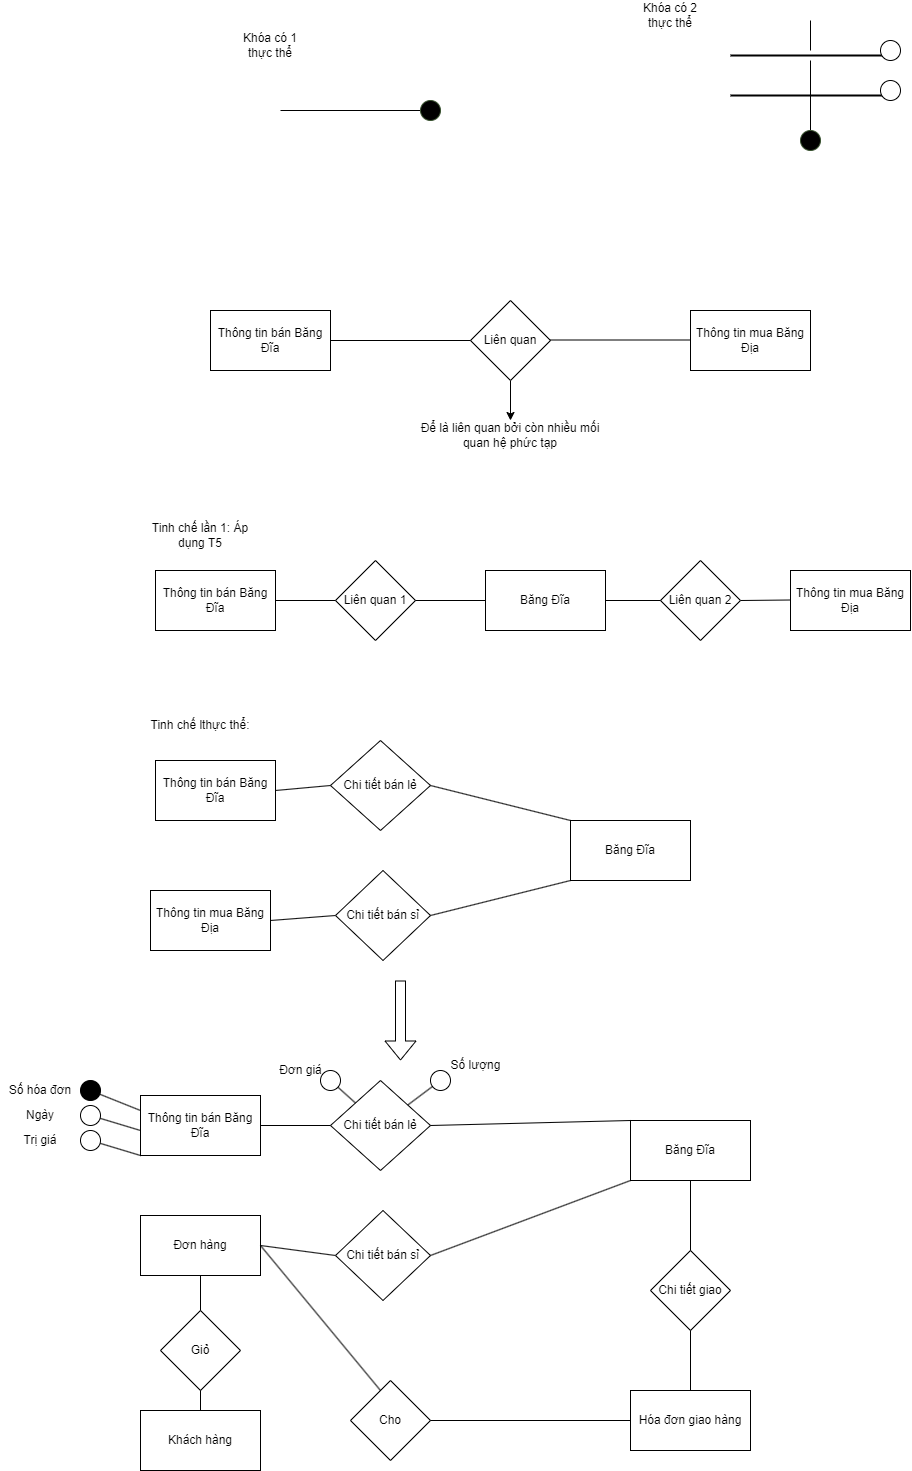 Khóa có 1
thực thể
Khóa có 2
thực thể
Thông tin bán Băng
Đĩa
Liên quan
Thông tin mua Băng
Địa
Để là liên quan bởi còn nhiều mối
quan hệ phức tạp
Tinh chế lần 1: Áp
dụng T5
Thông tin bán Băng
Đĩa
Liên quan 1
Băng Đĩa
Liên quan 2
Thông tin mua Băng
Địa
Tinh chế lthực thể:
Thông tin bán Băng
Đĩa
Chi tiết bán lẻ
Băng Đĩa
Thông tin mua Băng
Địa
Chi tiết bán sỉ
Đơn giá
Số lượng
Số hóa đơn
Ngày
Trị giá
Thông tin bán Băng
Đĩa
Chi tiết bán lẻ
Băng Đĩa
Đơn hàng
Chi tiết bán sỉ
Chi tiết giao
Giỏ
Cho
Hóa đơn giao hàng
Khách hàng